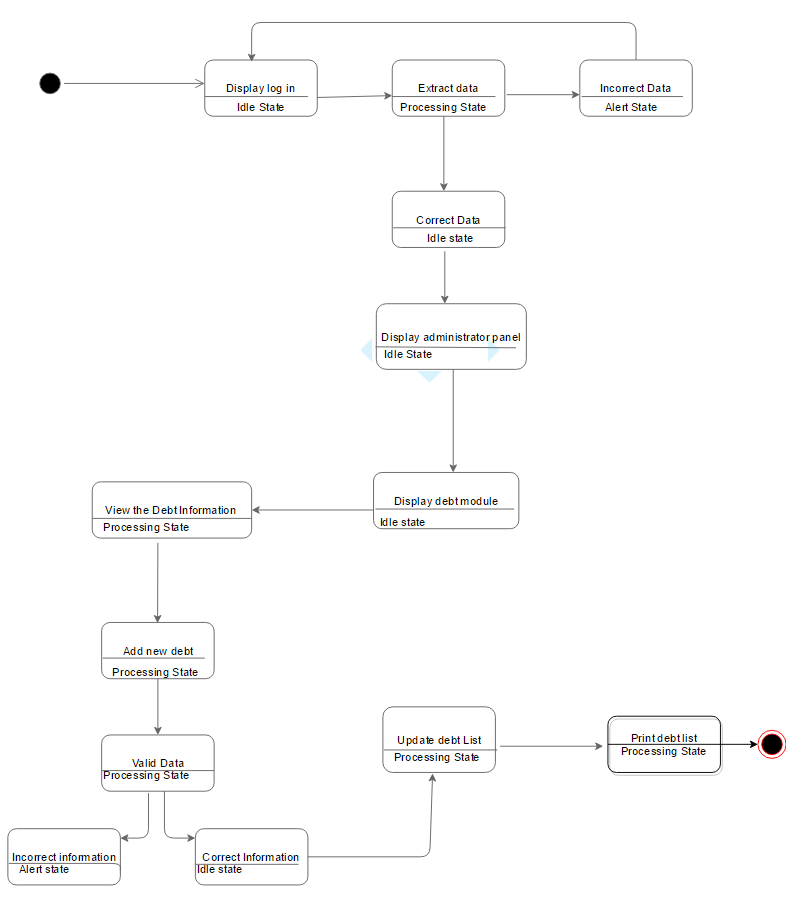 Display log in
Idle State
Extract data
Processing State
Incorrect Data
Alert State
Correct Data
Idle state
Display administrator panel
Idle State
Display debt module
Idle state
View the Debt Information
Processing State
Add new debt
Processing State
Valid Data
Processing State
Update debt List
Processing State
Print debt list
Processing State
Incorrect information
Alert state
Correct Information
Idle state